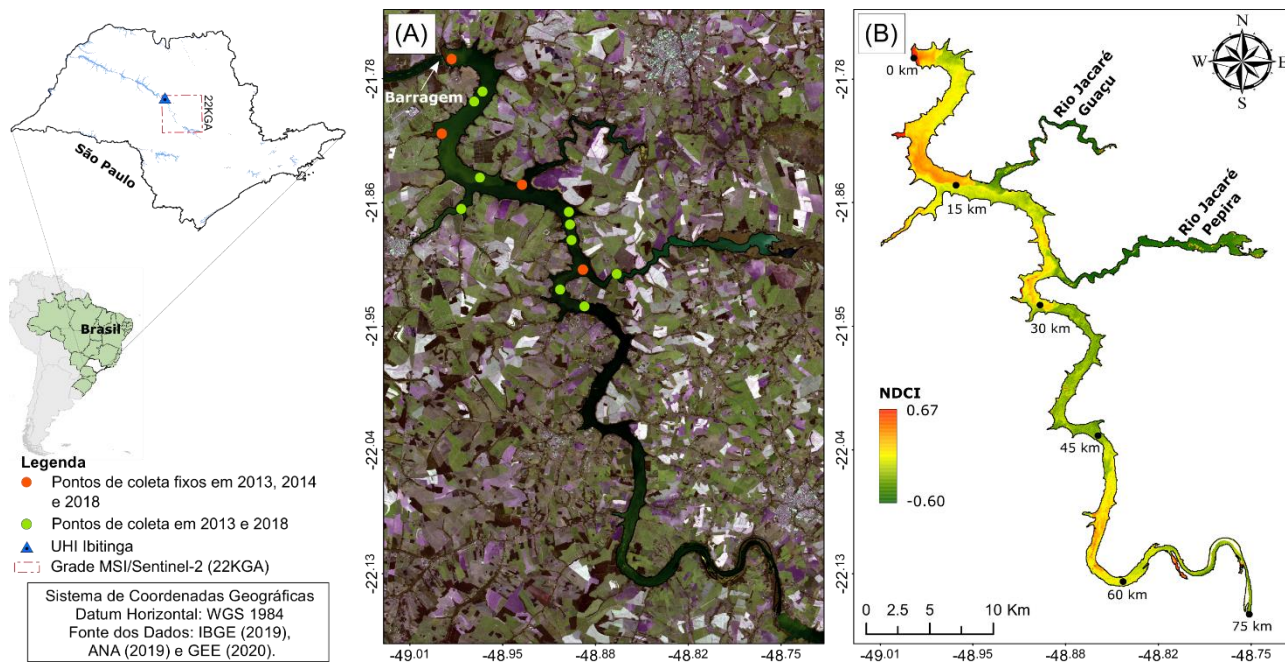 22KGA
São Paulo
Brasil
Legenda
Pontos de coleta fixos em 2013, 2014
e 2018
Pontos de coleta em 2013 e 2018
UHI Ibitinga
Grade MSI/Sentinel-2 (22KGA)
Sistema de Coordenadas Geográficas
Datum Horizontal: WGS 1984
Fonte dos Dados: IBGE (2019),
ANA (2019) e GEE (2020).
(A)
Barragem
-21.78
-21.86
-21.95
-22.04
-22.13
-49.01
-48.95
-48.88
-48.82
-48.75
(B)
N
W
E
S
0 km
Rio Jacaré
Guaçu
15 km
Rio Jacaré
Pepira
30 km
NDCI
0.67
-0.60
45 km
60 km
75 km
0 2.5 5 10 Km
-21.78
-21.86
-21.95
-22.04
-22.13
-49.01
-48.95
-48.88
-48.82
-48.75